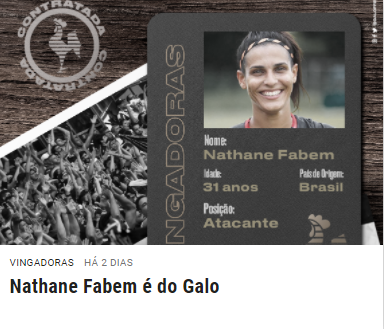 CONTRATADA
CONTRATADA
VINGADORAS
Nome:
Nathane Fabem
Idade: País de Origem:
31 anos Brasil
Posição:
Atacante
VINGADORAS HÁ 2 DIAS
Nathane Fabem é do Galo